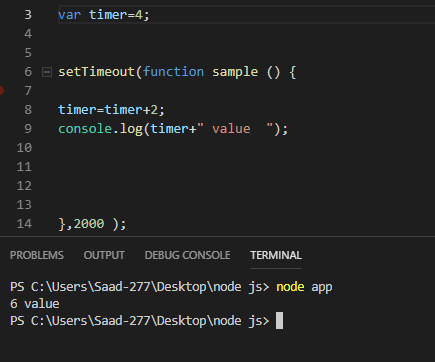 3 var timer=4;
4
5
6 setTimeout(function sample () {
7
8 timer=timer+2;
9 console.log(timer+" value  ");
10
11
12
13
14 },2000 );
PROBLEMS OUTPUT DEBUG CONSOLE TERMINAL
PS C:\Users\Saad-277\Desktop\node js> node app
6 value
PS C:\Users\Saad-277\Desktop\node js>